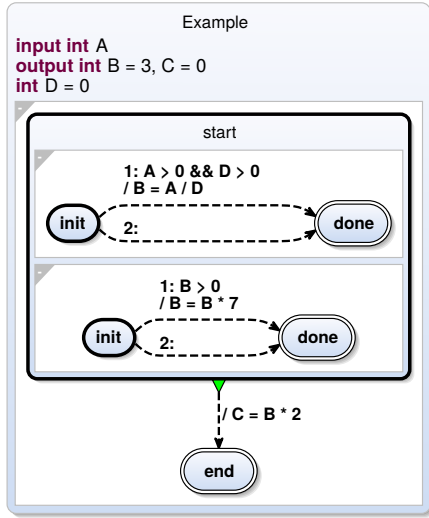 Example
input int A
output int B = 3, C = 0
int D = 0
start
1: A > 0 && D > 0
/ B = A / D
init
2:
done
1: B > 0
/ B = B * 7
init
2:
done
/ C = B * 2
end